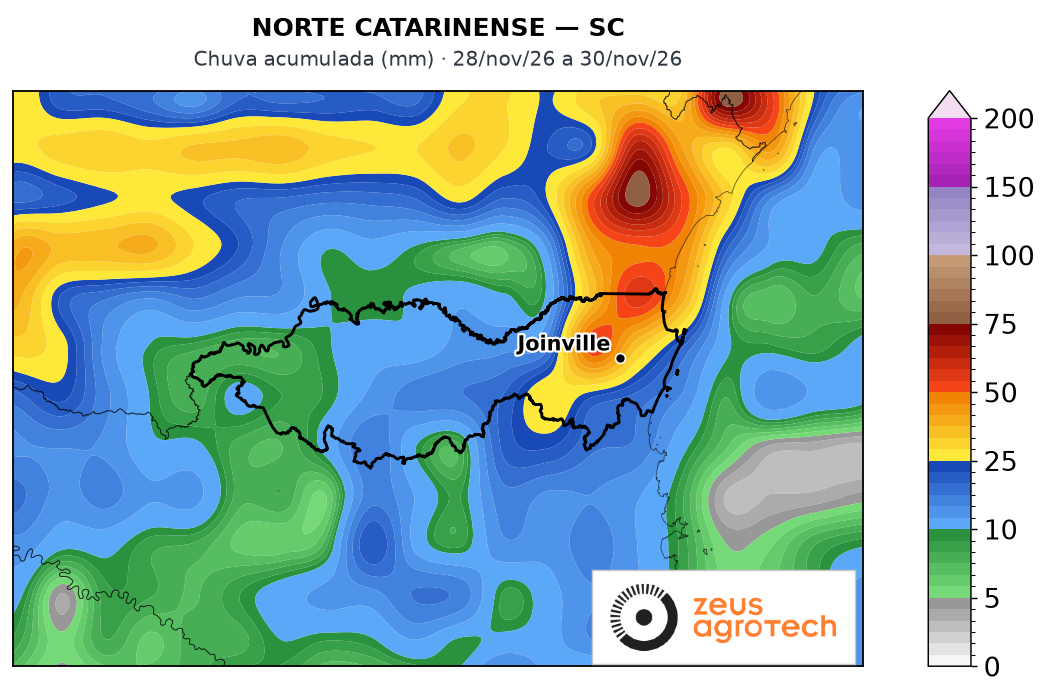 NORTE CATARINENSE — SC
Chuva acumulada (mm) · 28/nov/26 a 30/nov/26
Joinville
200
150
100
75
50
25
10
5
0
zeus
agrotech